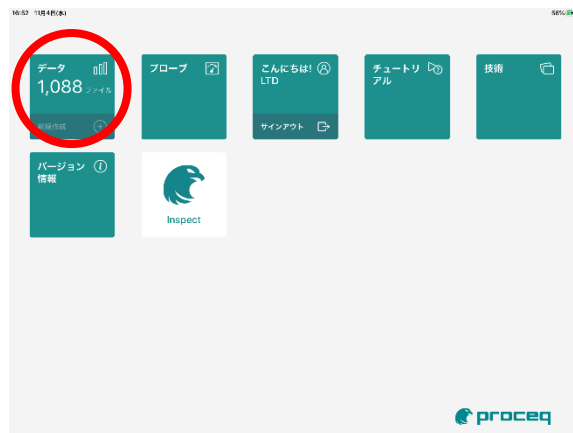 16:52 11月4日(水)
56%
データ
1,088 ファイル
新規作成
プローブ
こんにちは!
LTD
サインアウト
チュートリ
アル
技術
バージョン
情報
Inspect
proceq